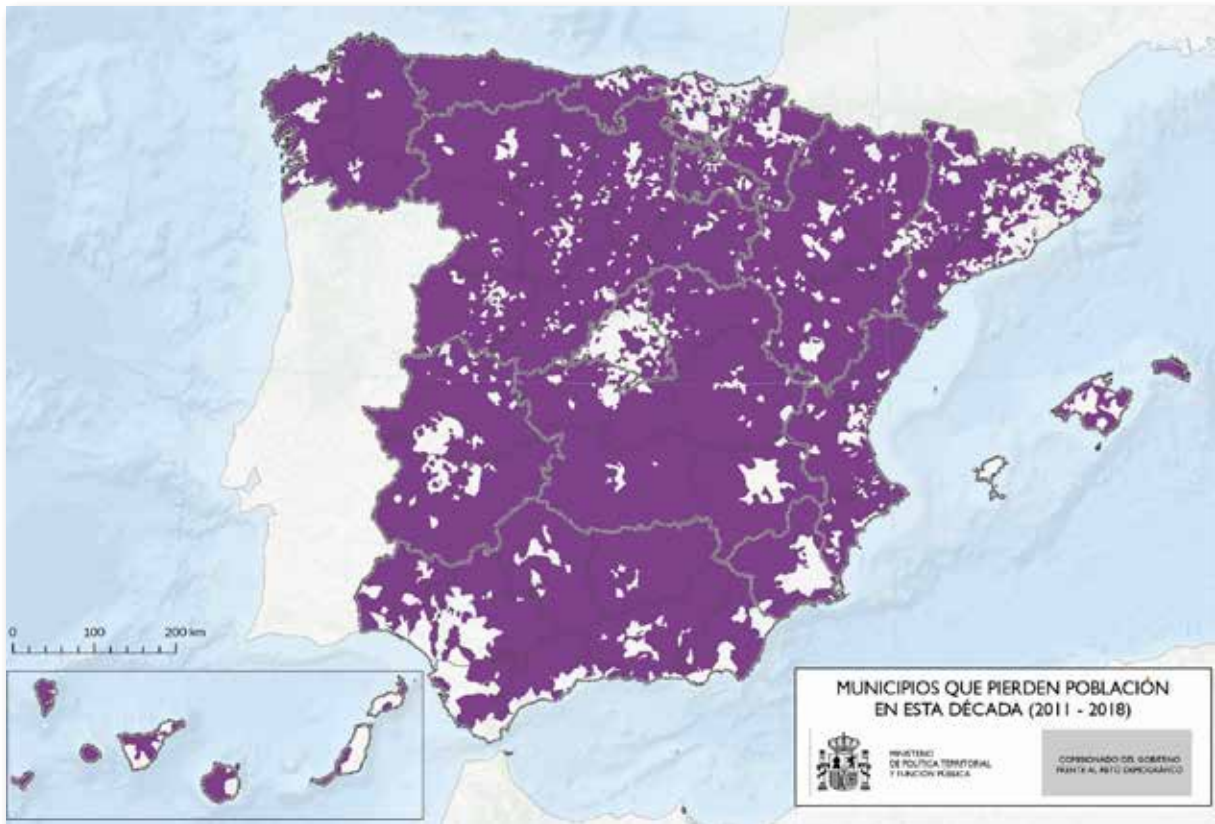 0 100 200 km
MUNICIPIOS QUE PIERDEN POBLACIÓN
EN ESTA DÉCADA (2011 - 2018)
MINISTERIO
DE POLÍTICA TERRITORIAL
Y FUNCIÓN PÚBLICA
COMISIONADO DEL GOBIERNO
FRENTE AL RETO DEMOGRÁFICO